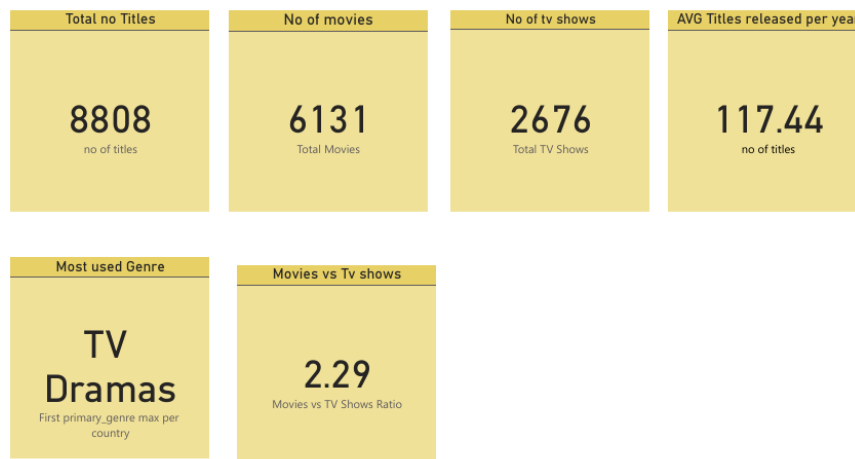 Total no Titles
8808
no of titles
No of movies
6131
Total Movies
No of tv shows
2676
Total TV Shows
AVG Titles released per yea
117.44
no of titles
Most used Genre
TV
Dramas
First primary_genre max per
country
Movies vs Tv shows
2.29
Movies vs TV Shows Ratio